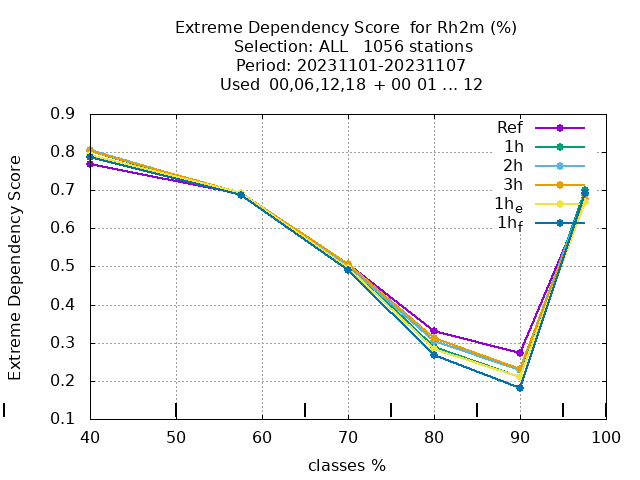 Extreme Dependency Score  for Rh2m (%)
Selection: ALL   1056 stations
Period: 20231101-20231107
Used  00,06,12,18  + 00 01 ... 12
Extreme Dependency Score
0.9
0.8
0.7
0.6
0.5
0.4
0.3
0.2
0.1
Ref
1h
2h
3h
1h_e
1h_f
40 50 60 70 80 90 100
classes %